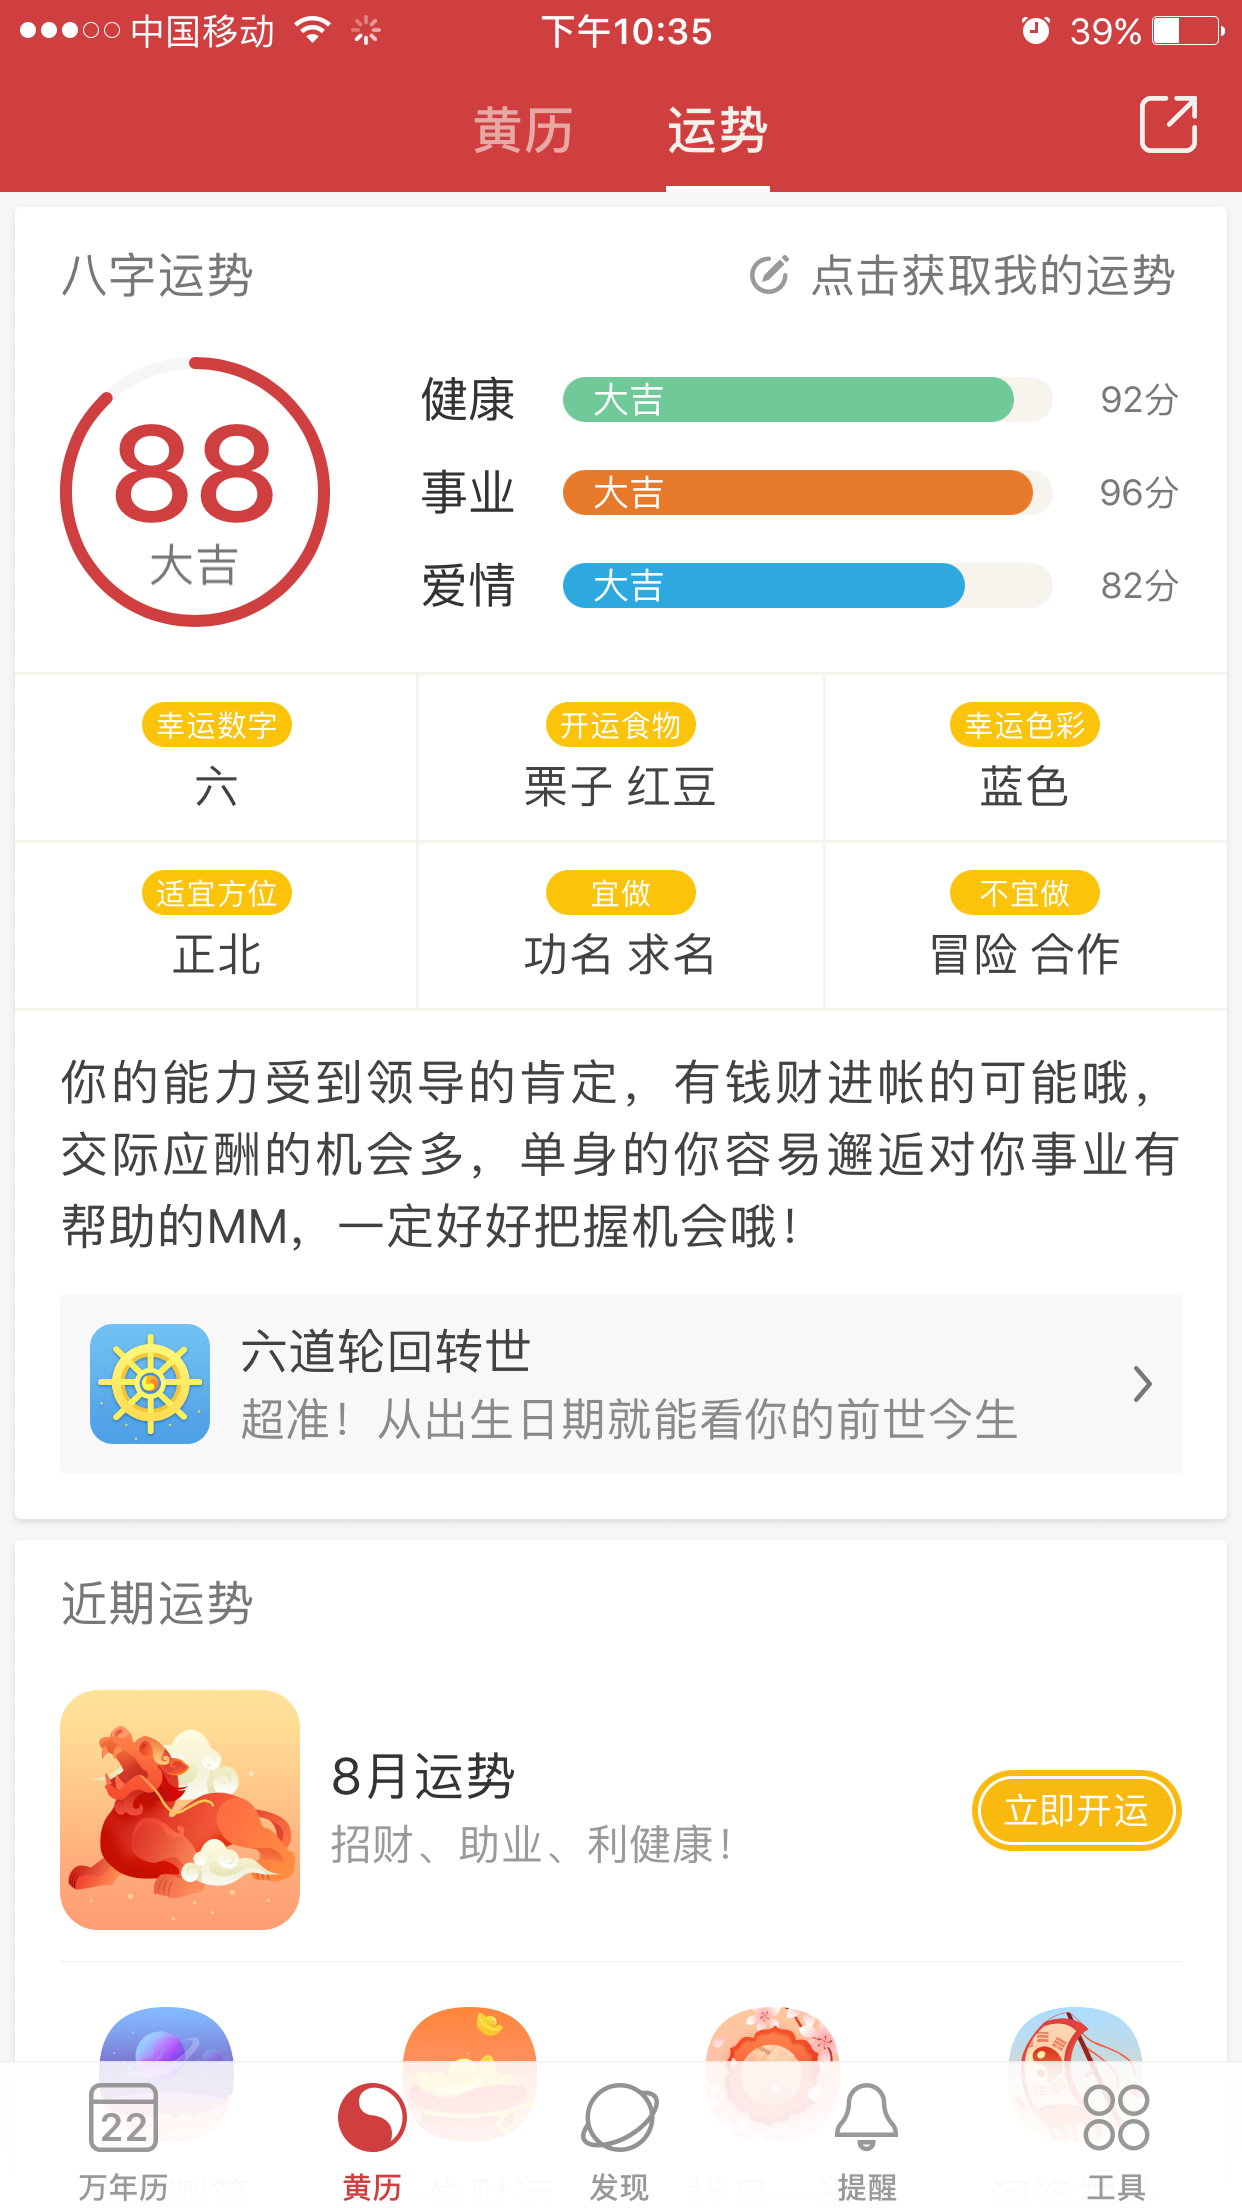 中国移动 下午10:35 39%
黄历 运势
八字运势 点击获取我的运势
88
大吉
健康 大吉 92分
事业 大吉 96分
爱情 大吉 82分
幸运数字 开运食物 幸运色彩
六 栗子 红豆 蓝色
适宜方位 宜做 不宜做
正北 功名 求名 冒险 合作
你的能力受到领导的肯定，有钱财进帐的可能哦，
交际应酬的机会多，单身的你容易邂逅对你事业有
帮助的MM，一定好好把握机会哦！
六道轮回转世
超准！从出生日期就能看你的前世今生
近期运势
8月运势
招财、助业、利健康！
立即开运
22
万年历 黄历 发现 提醒 工具